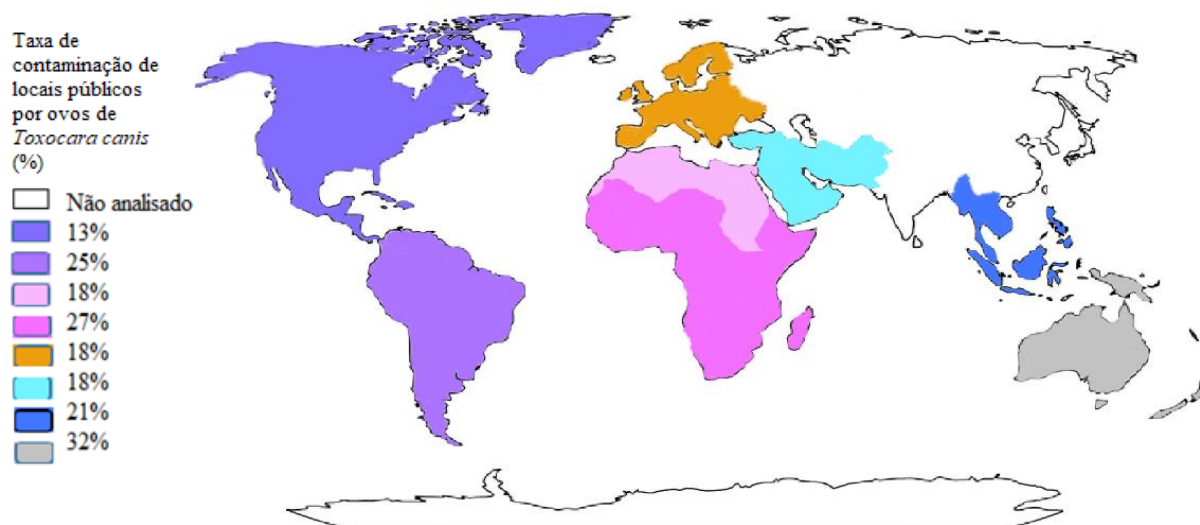 Taxa de
contaminação de
locais públicos
por ovos de
Toxocara canis
(%)
Não analisado
13%
25%
18%
27%
18%
18%
21%
32%